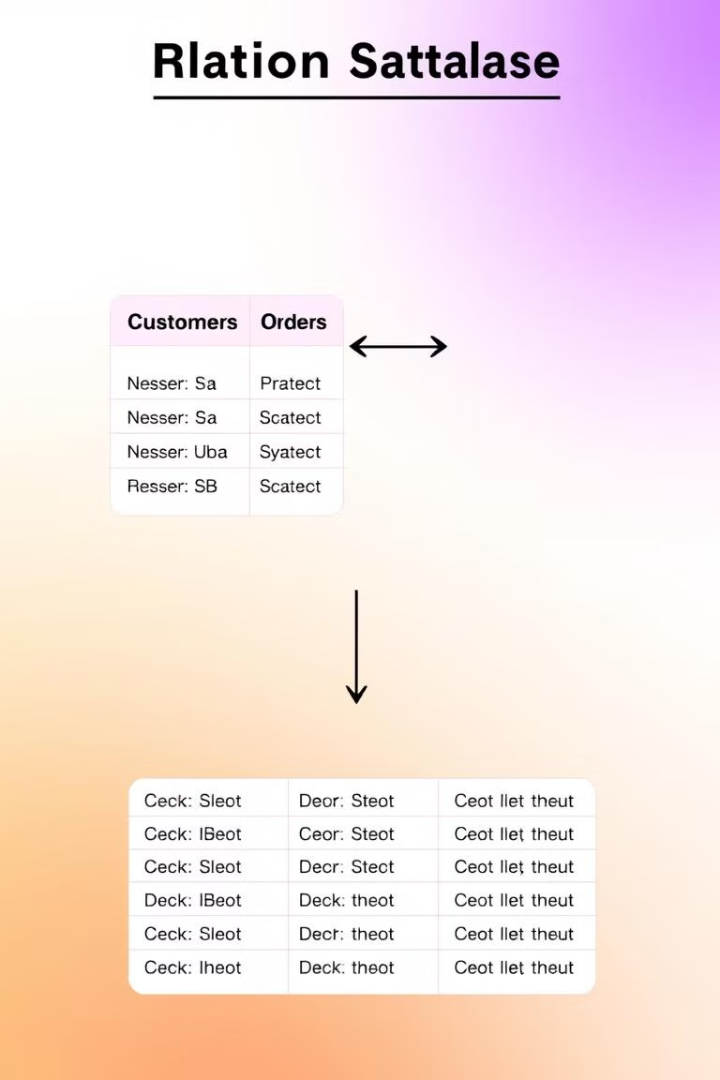 Rlation Sattalase
Customers Orders
Nesser: Sa Pratect
Nesser: Sa Scatect
Nesser: Uba Syatect
Resser: SB Scatect
Ceck: Sleot Deor: Steot Ceot llet theut
Ceck: IBeot Ceor: Steot Ceot llet theut
Ceck: Sleot Decr: Stect Ceot llet theut
Deck: IBeot Deck: theot Ceot llet theut
Ceck: Sleot Decr: theot Ceot llet theut
Ceck: Iheot Deck: theot Ceot llet theut